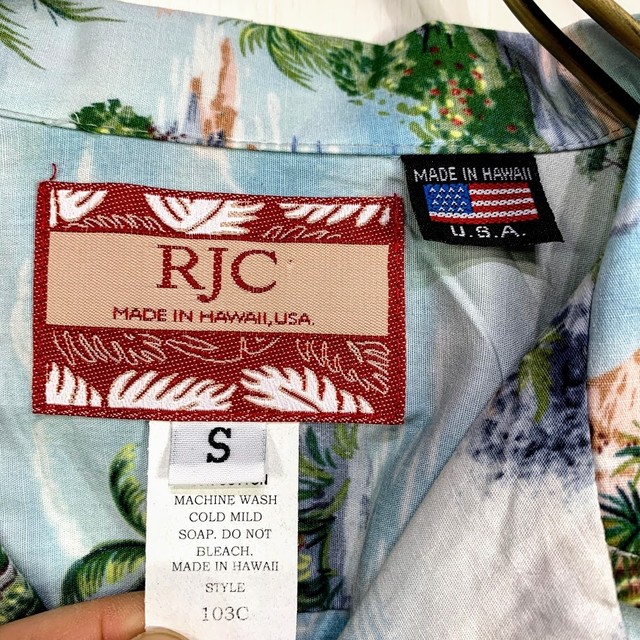 MADE IN HAWAII
U.S.A.
RJC
MADE IN HAWAII, USA.
S
MACHINE WASH
COLD MILD
SOAP. DO NOT
BLEACH.
MADE IN HAWAII
STYLE
103C